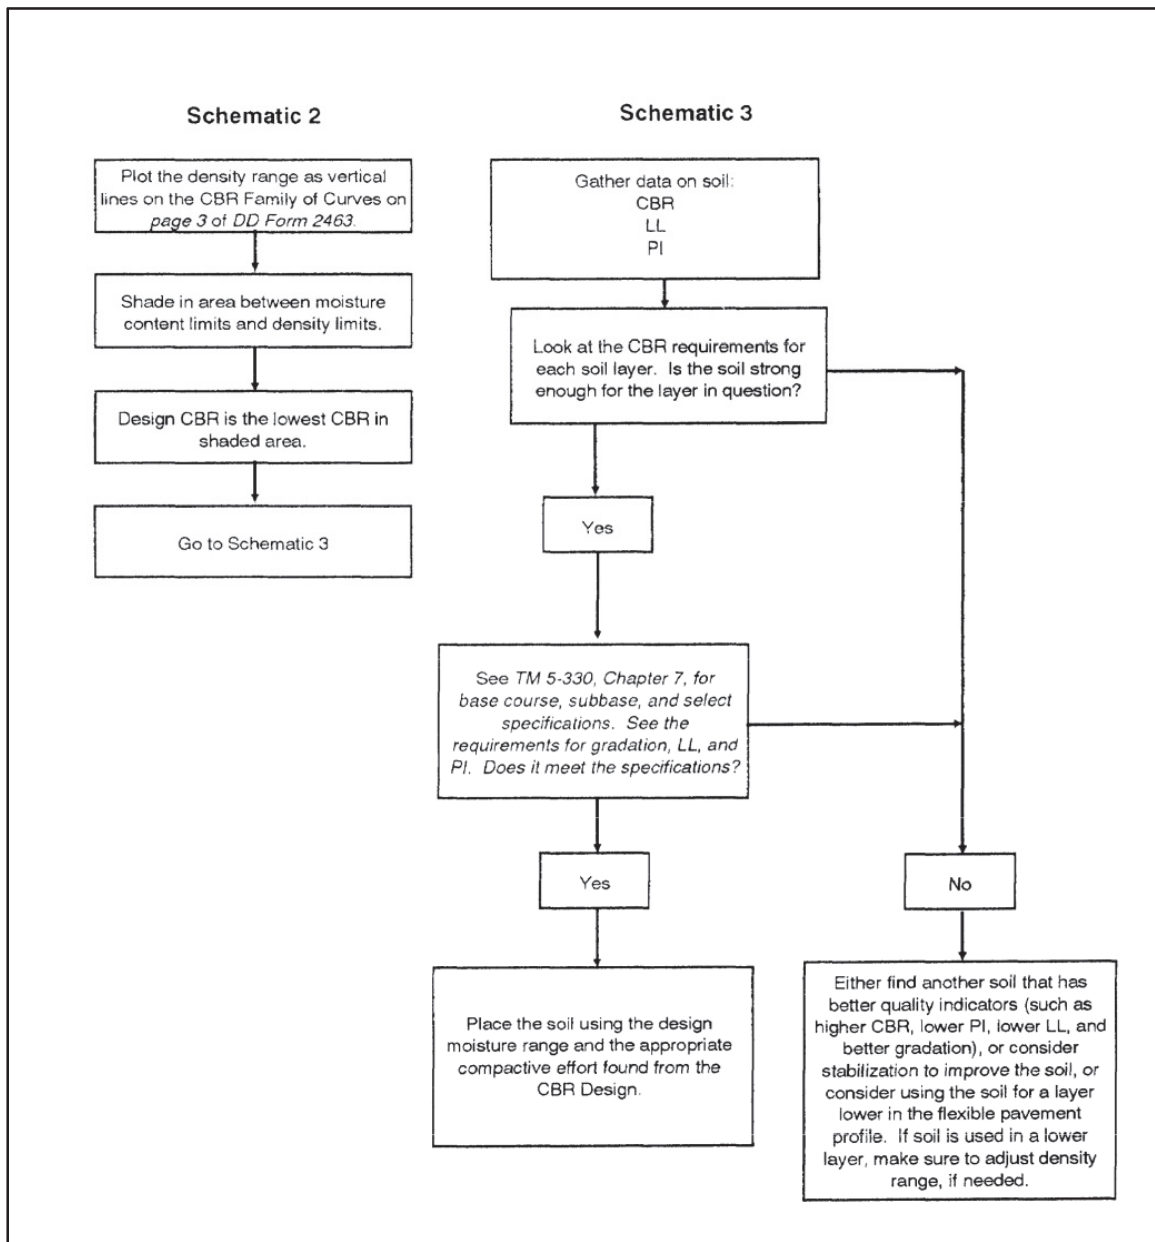 Schematic 2
Plot the density range as vertical
lines on the CBR Family of Curves on
page 3 of DD Form 2463.
Shade in area between moisture
content limits and density limits.
Design CBR is the lowest CBR in
shaded area.
Go to Schematic 3
Schematic 3
Gather data on soil:
CBR
LL
PI
Look at the CBR requirements for
each soil layer. Is the soil strong
enough for the layer in question?
Yes
See TM 5-330, Chapter 7, for
base course, subbase, and select
specifications. See the
requirements for gradation, LL, and
PI. Does it meet the specifications?
Yes
Place the soil using the design
moisture range and the appropriate
compactive effort found from the
CBR Design.
No
Either find another soil that has
better quality indicators (such as
higher CBR, lower PI, lower LL, and
better gradation), or consider
stabilization to improve the soil, or
consider using the soil for a layer
lower in the flexible pavement
profile. If soil is used in a lower
layer, make sure to adjust density
range, if needed.